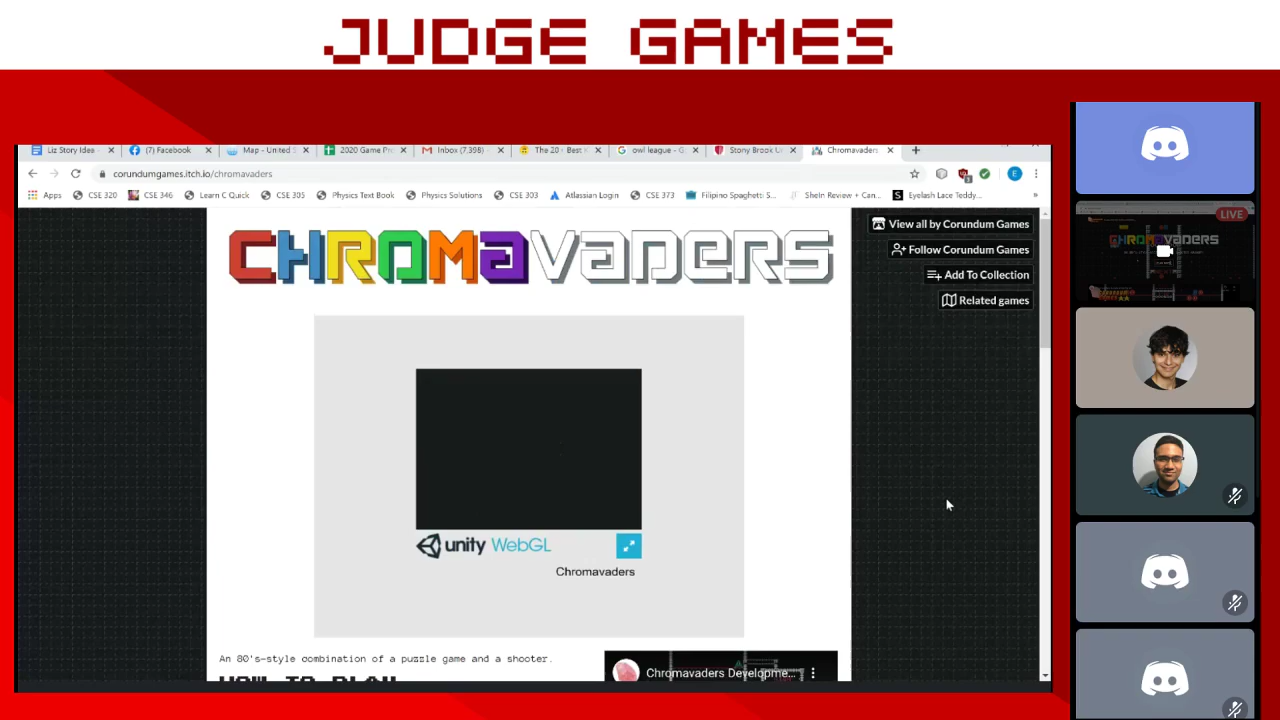 JUDGE GAMES
Liz Story Idea
(7) Facebook
Map - United S
2020 Game Pr
Inbox (7,398)
The 20 Best
owl league - G
Stony Brook U
Chromavaders
LIVE
corundumgames.itch.io/chromavaders
E
Apps
CSE 320
CSE 346
Learn C Quick
CSE 305
Physics Text Book
Physics Solutions
CSE 303
Atlassian Login
CSE 373
Filipino Spaghetti S...
SheIn Review + Can...
Eyelash Lace Teddy...
CHROMAVADERS
View all by Corundum Games
Follow Corundum Games
Add To Collection
Related games
unity WebGL
Chromavaders
An 80's-style combination of a puzzle game and a shooter.
HOW TO PLAY
Chromavaders Developme...